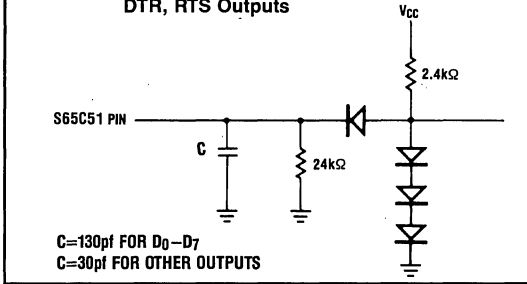 DTR, RTS Outputs
VCC
2.4kΩ
S65C51 PIN
C
24kΩ
C=130pf FOR D0–D7
C=30pf FOR OTHER OUTPUTS